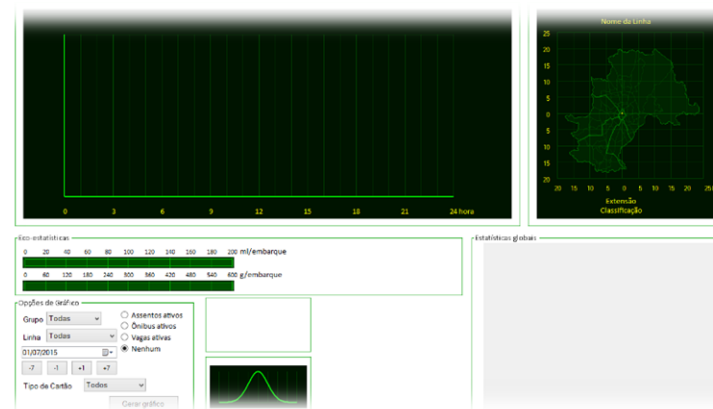 Nome da Linha
25
20
15
10
5
0
5
10
15
20
20 15 10 5 0 5 10 15 20 25
Extensão
Classificação
0 3 6 9 12 15 18 21 24 hora
Eco-estatísticas
0 20 40 60 80 100 120 140 160 180 200 ml/embarque
0 60 120 180 240 300 360 420 480 540 600 g/embarque
Estatísticas globais
Opções de Gráfico
Grupo Todas
Linha Todas
01/07/2015
-7 -1 +1 +7
Tipo de Cartão Todos
Gerar gráfico
Assentos ativos
Ônibus ativos
Vagas ativas
Nenhum